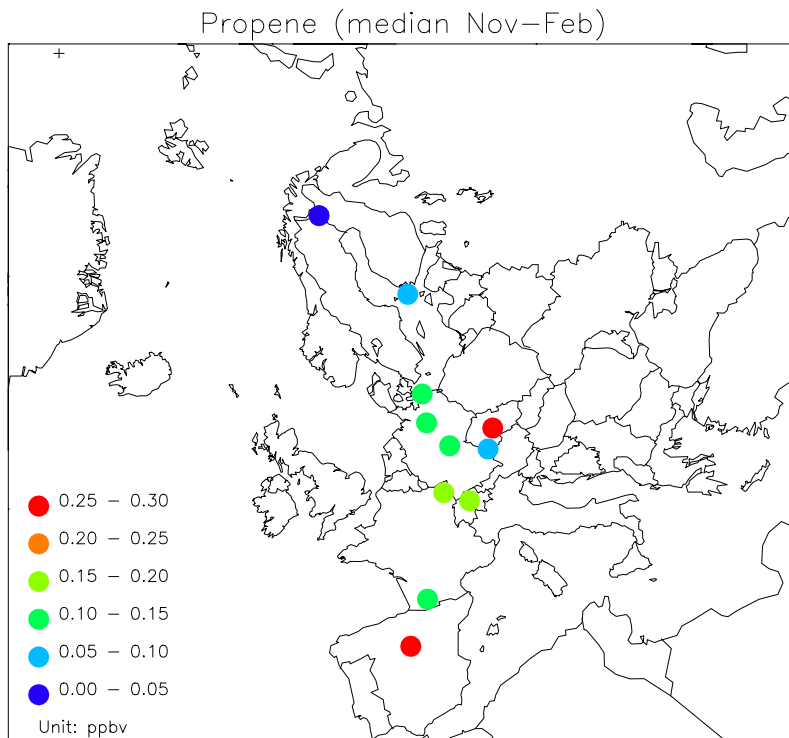 Propene (median Nov-Feb)
0.25 - 0.30
0.20 - 0.25
0.15 - 0.20
0.10 - 0.15
0.05 - 0.10
0.00 - 0.05
Unit: ppbv